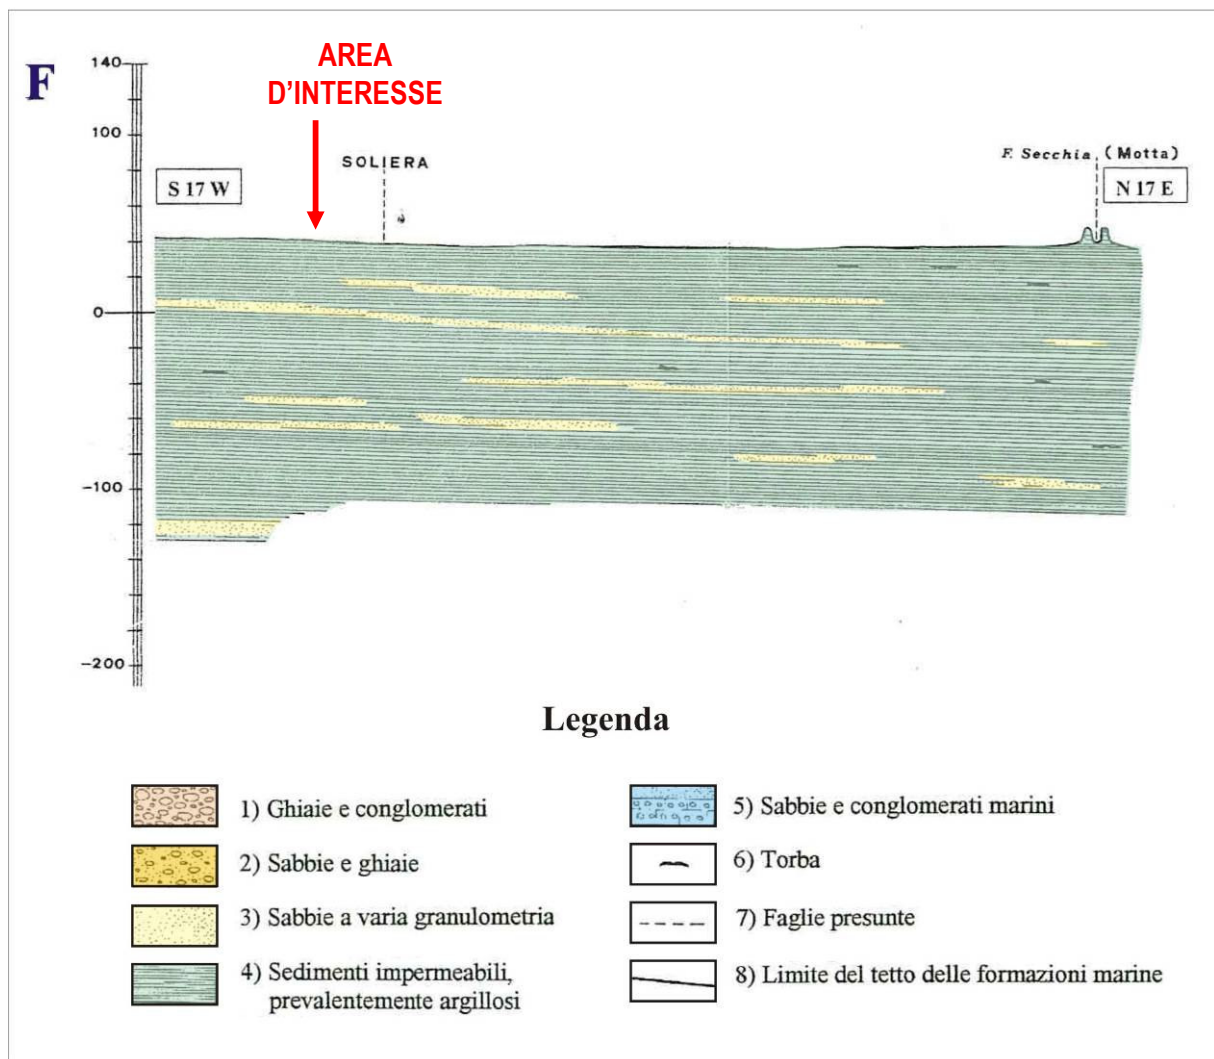 F
140
AREA
D'INTERESSE
100
SOLIERA
F. Secchia (Motta)
S 17 W
N 17 E
0
-100
-200
Legenda
1) Ghiaie e conglomerati
2) Sabbie e ghiaie
3) Sabbie a varia granulometria
4) Sedimenti impermeabili,
prevalentemente argillosi
5) Sabbie e conglomerati marini
6) Torba
7) Faglie presunte
8) Limite del tetto delle formazioni marine